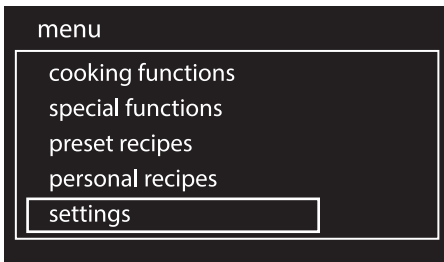 menu
cooking functions
special functions
preset recipes
personal recipes
settings